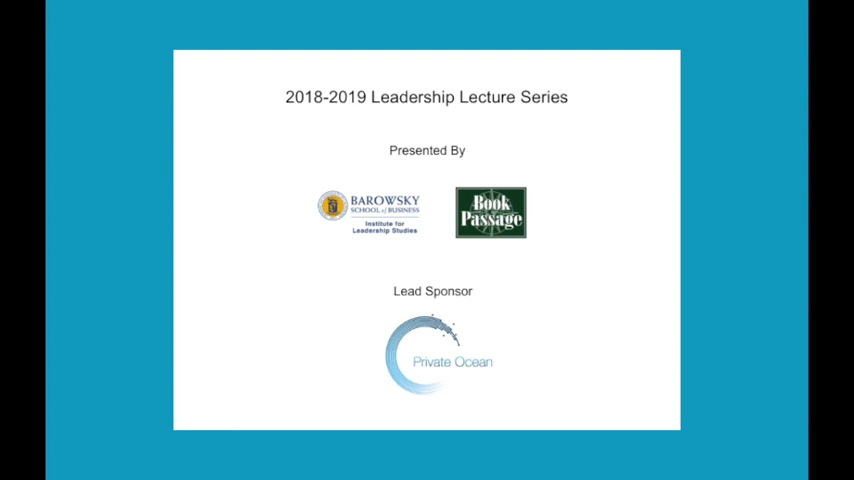 2018-2019 Leadership Lecture Series
Presented By
BAROWSKY
SCHOOL of BUSINESS
Institute for
Leadership Studies
Book
Passage
Lead Sponsor
Private Ocean